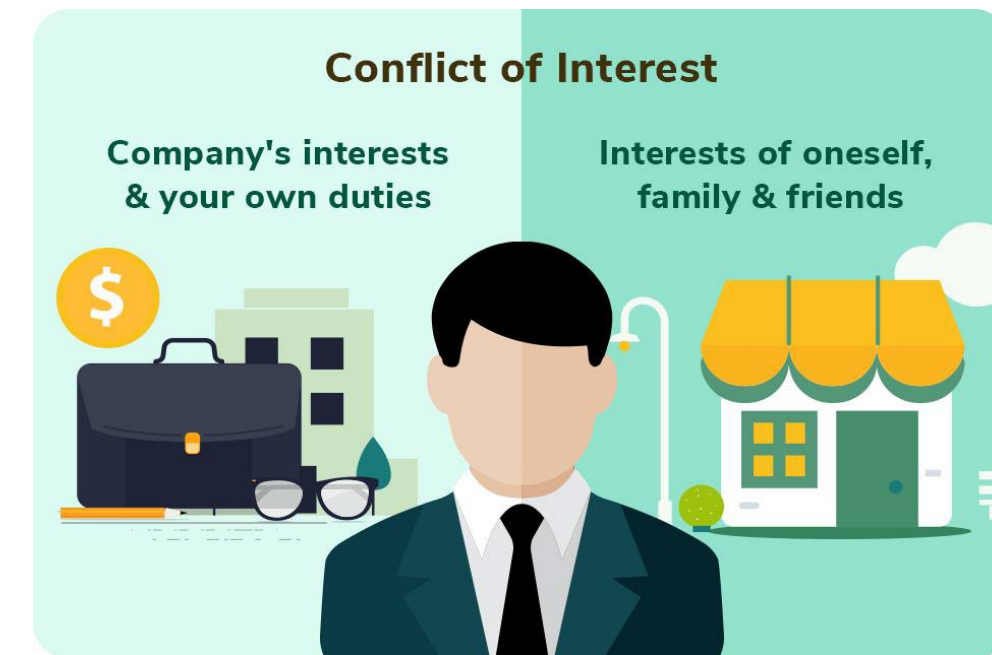 Conflict of Interest
Company's interests
& your own duties
Interests of oneself,
family & friends
$